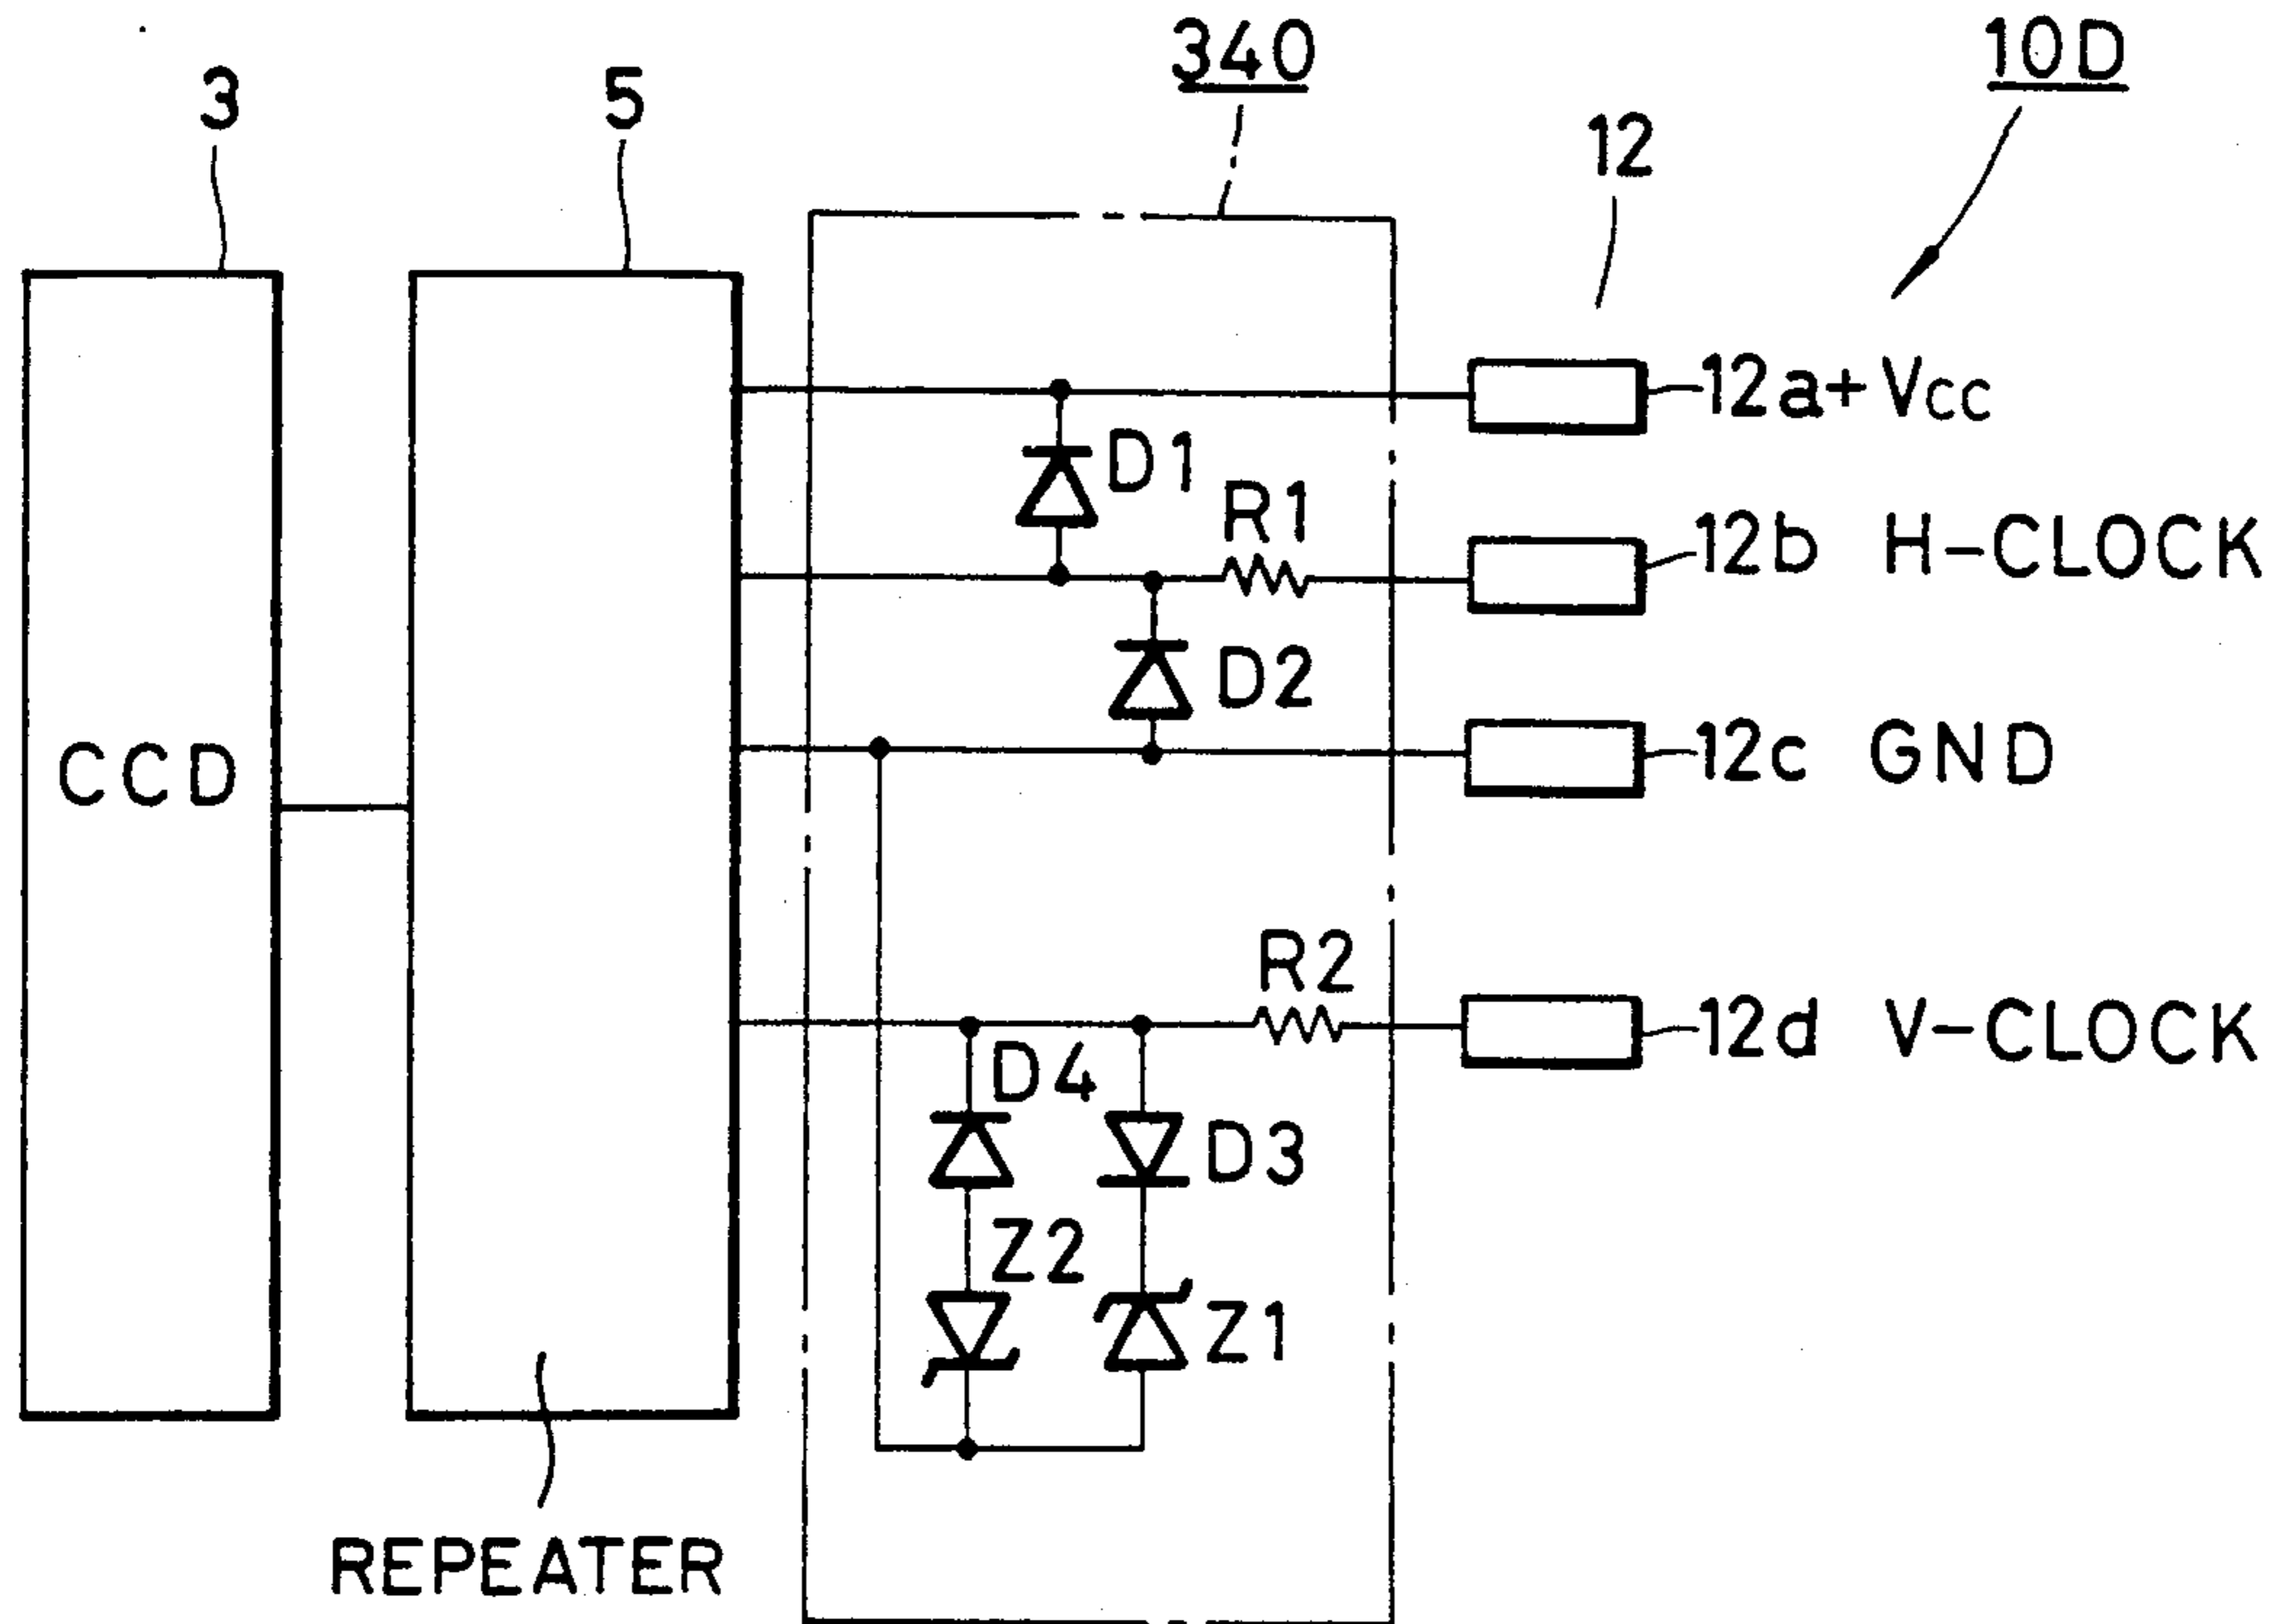 340
10D
3
5
12
12a+Vcc
D1
R1
12b H-CLOCK
D2
CCD
12c GND
R2
12d V-CLOCK
D4
D3
Z2
Z1
REPEATER